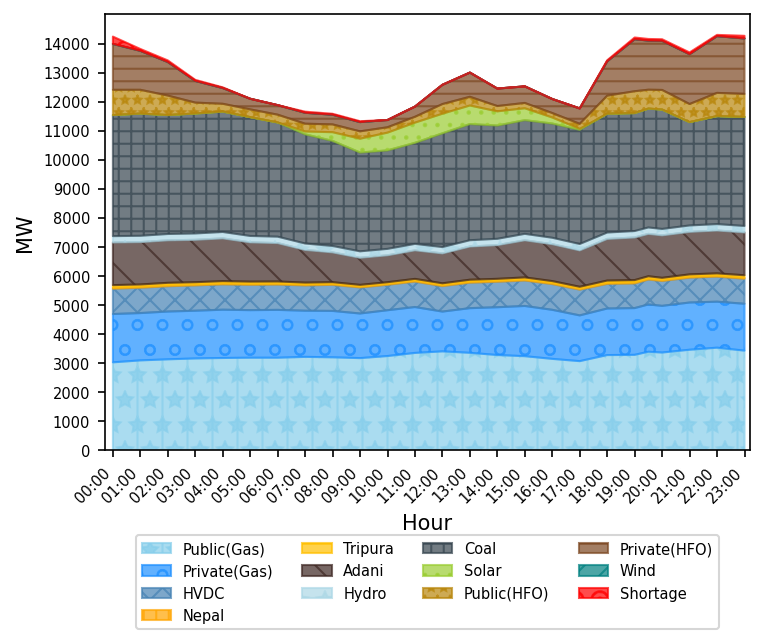 14000
13000
12000
11000
10000
9000
8000
7000
6000
5000
4000
3000
2000
1000
0
MW
00:00 01:00 02:00 03:00 04:00 05:00 06:00 07:00 08:00 09:00 10:00 11:00 12:00 13:00 14:00 15:00 16:00 17:00 18:00 19:00 20:00 21:00 22:00 23:00
Hour
Public(Gas) Tripura Coal Private(HFO)
Private(Gas) Adani Solar Wind
HVDC Hydro Public(HFO) Shortage
Nepal